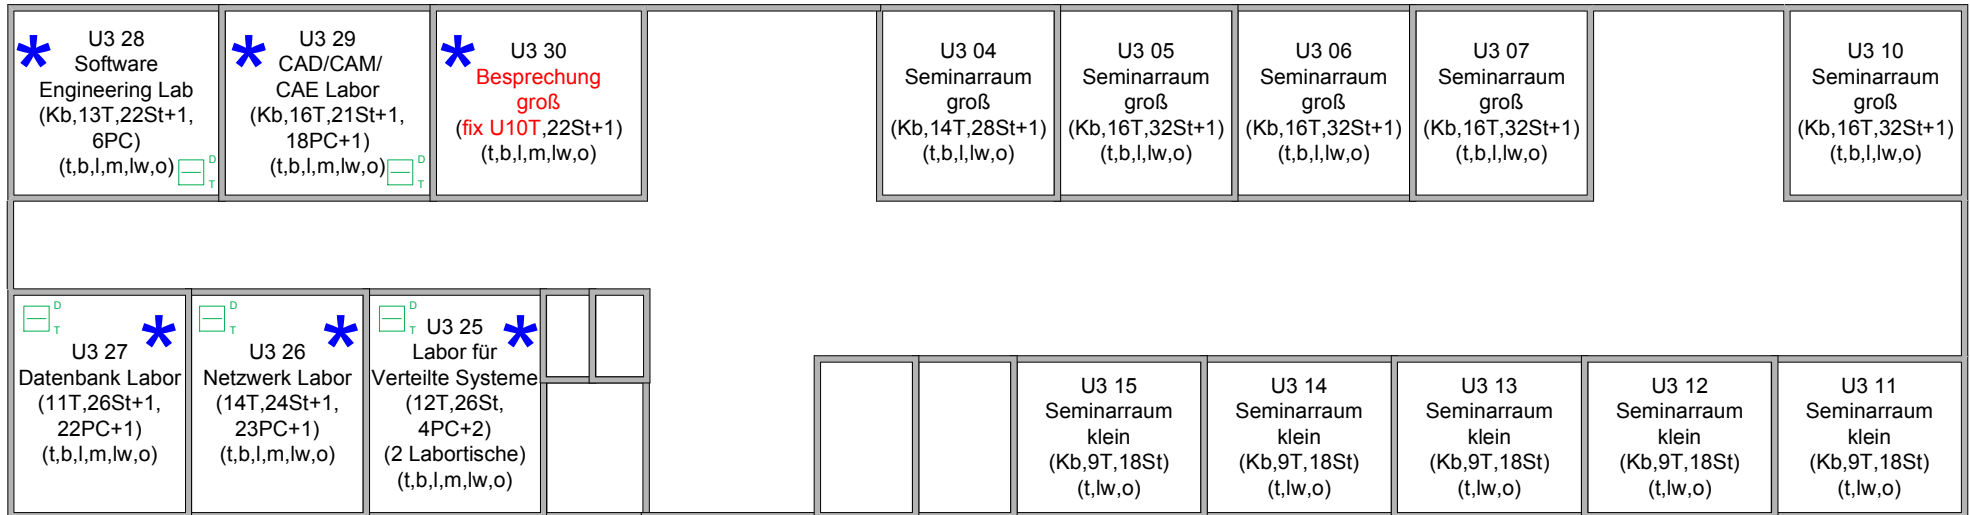 U3 28
Software
Engineering Lab
(Kb,13T,22St+1,
6PC)
(t,b,l,m,lw,o)
D
T
U3 29
CAD/CAM/
CAE Labor
(Kb,16T,21St+1,
18PC+1)
(t,b,l,m,lw,o)
D
T
U3 30
Besprechung
groß
(fix U10T,22St+1)
(t,b,l,m,lw,o)
U3 04
Seminarraum
groß
(Kb,14T,28St+1)
(t,b,l,lw,o)
U3 05
Seminarraum
groß
(Kb,16T,32St+1)
(t,b,l,lw,o)
U3 06
Seminarraum
groß
(Kb,16T,32St+1)
(t,b,l,lw,o)
U3 07
Seminarraum
groß
(Kb,16T,32St+1)
(t,b,l,lw,o)
U3 10
Seminarraum
groß
(Kb,16T,32St+1)
(t,b,l,lw,o)
D
T
U3 27
Datenbank Labor
(11T,26St+1,
22PC+1)
(t,b,l,m,lw,o)
D
T
U3 26
Netzwerk Labor
(14T,24St+1,
23PC+1)
(t,b,l,m,lw,o)
D
T
U3 25
Labor für
Verteilte Systeme
(12T,26St,
4PC+2)
(2 Labortische)
(t,b,l,m,lw,o)
U3 15
Seminarraum
klein
(Kb,9T,18St)
(t,lw,o)
U3 14
Seminarraum
klein
(Kb,9T,18St)
(t,lw,o)
U3 13
Seminarraum
klein
(Kb,9T,18St)
(t,lw,o)
U3 12
Seminarraum
klein
(Kb,9T,18St)
(t,lw,o)
U3 11
Seminarraum
klein
(Kb,9T,18St)
(t,lw,o)